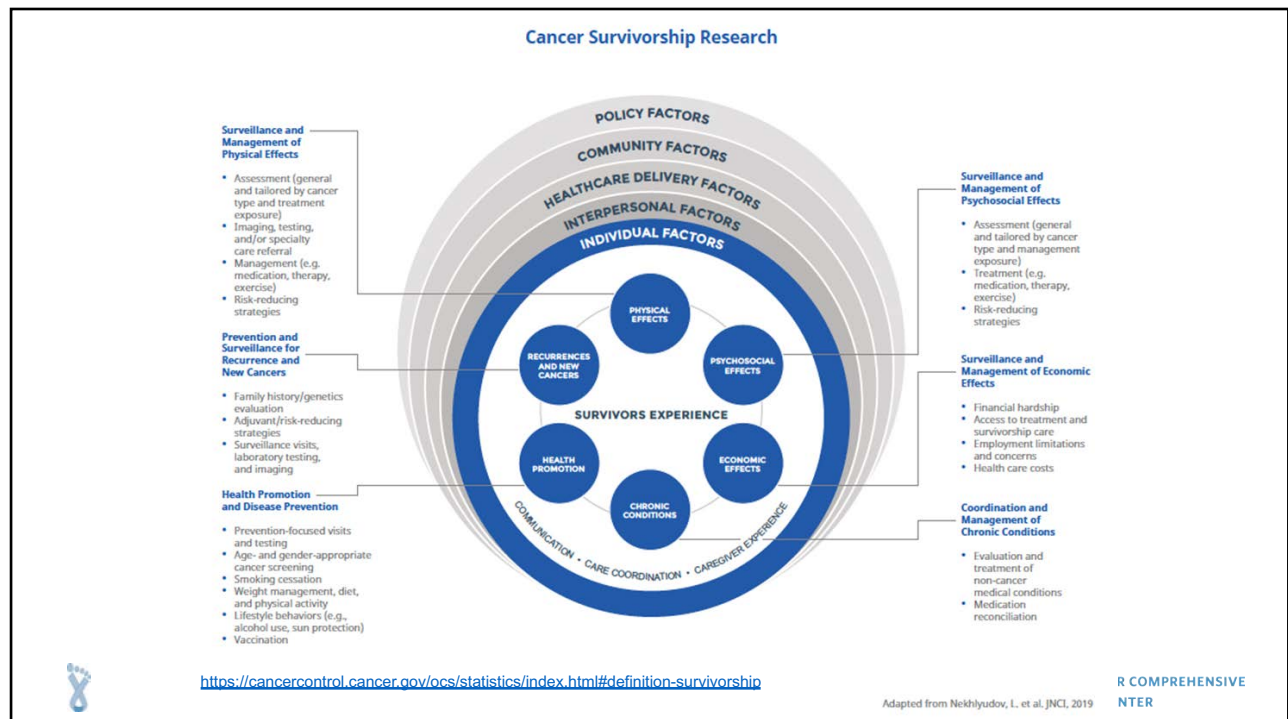 Cancer Survivorship Research
Surveillance and
Management of
Physical Effects
• Assessment (general
and tailored by cancer
type and treatment
exposure)
• Imaging, testing,
and/or specialty
care referral
• Management (e.g.
medication, therapy,
exercise)
• Risk-reducing
strategies
Prevention and
Surveillance for
Recurrence and
New Cancers
• Family history/genetics
evaluation
• Adjuvant/risk-reducing
strategies
• Surveillance visits,
laboratory testing,
and imaging
Health Promotion
and Disease Prevention
• Prevention-focused visits
and testing
• Age- and gender-appropriate
cancer screening
• Smoking cessation
• Weight management, diet,
and physical activity
• Lifestyle behaviors (e.g.,
alcohol use, sun protection)
• Vaccination
POLICY FACTORS
COMMUNITY FACTORS
HEALTHCARE DELIVERY FACTORS
INTERPERSONAL FACTORS
INDIVIDUAL FACTORS
PHYSICAL
EFFECTS
RECURRENCES
AND NEW
CANCERS
PSYCHOSOCIAL
EFFECTS
SURVIVORS EXPERIENCE
HEALTH
PROMOTION
ECONOMIC
EFFECTS
CHRONIC
CONDITIONS
COMMUNICATION • CARE COORDINATION • CAREGIVER EXPERIENCE
Surveillance and
Management of
Psychosocial Effects
• Assessment (general
and tailored by cancer
type and management
exposure)
• Treatment (e.g.
medication, therapy,
exercise)
• Risk-reducing
strategies
Surveillance and
Management of Economic
Effects
• Financial hardship
• Access to treatment and
survivorship care
• Employment limitations
and concerns
• Health care costs
Coordination and
Management of
Chronic Conditions
• Evaluation and
treatment of
non-cancer
medical conditions
• Medication
reconciliation
https://cancercontrol.cancer.gov/ocs/statistics/index.html#definition-survivorship
Adapted from Nekhlyudov, L. et al. JNCI, 2019
R COMPREHENSIVE
NTER